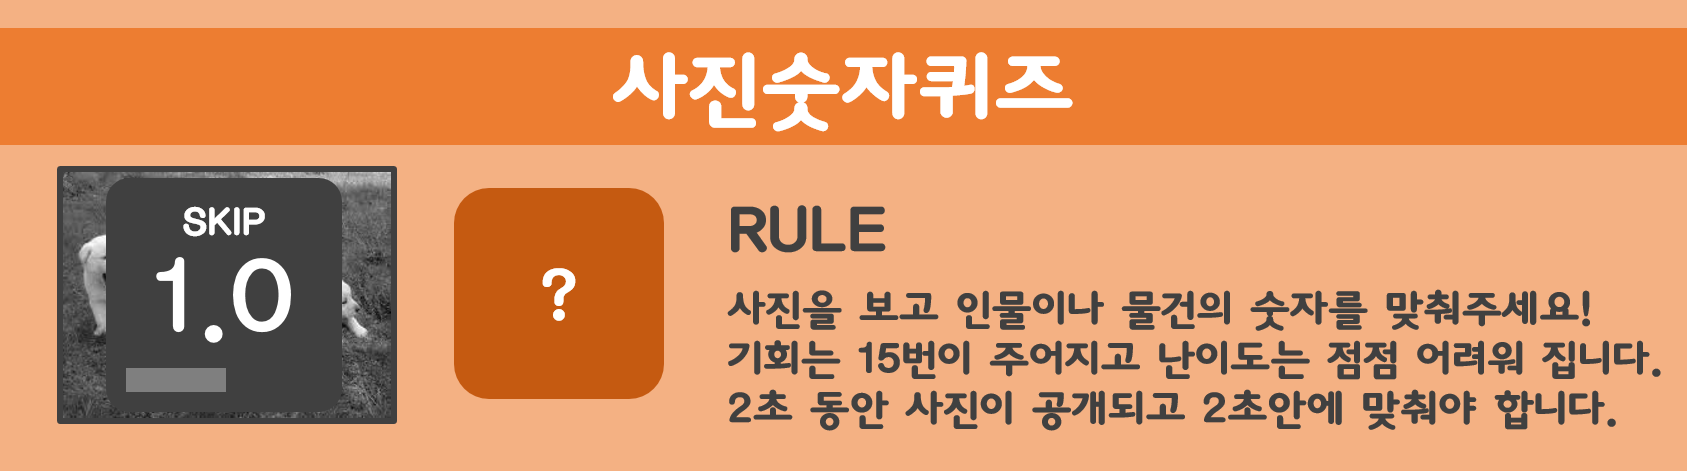 사진숫자퀴즈
SKIP
1.0
?
RULE
사진을 보고 인물이나 물건의 숫자를 맞춰주세요!
기회는 15번이 주어지고 난이도는 점점 어려워 집니다.
2초 동안 사진이 공개되고 2초안에 맞춰야 합니다.